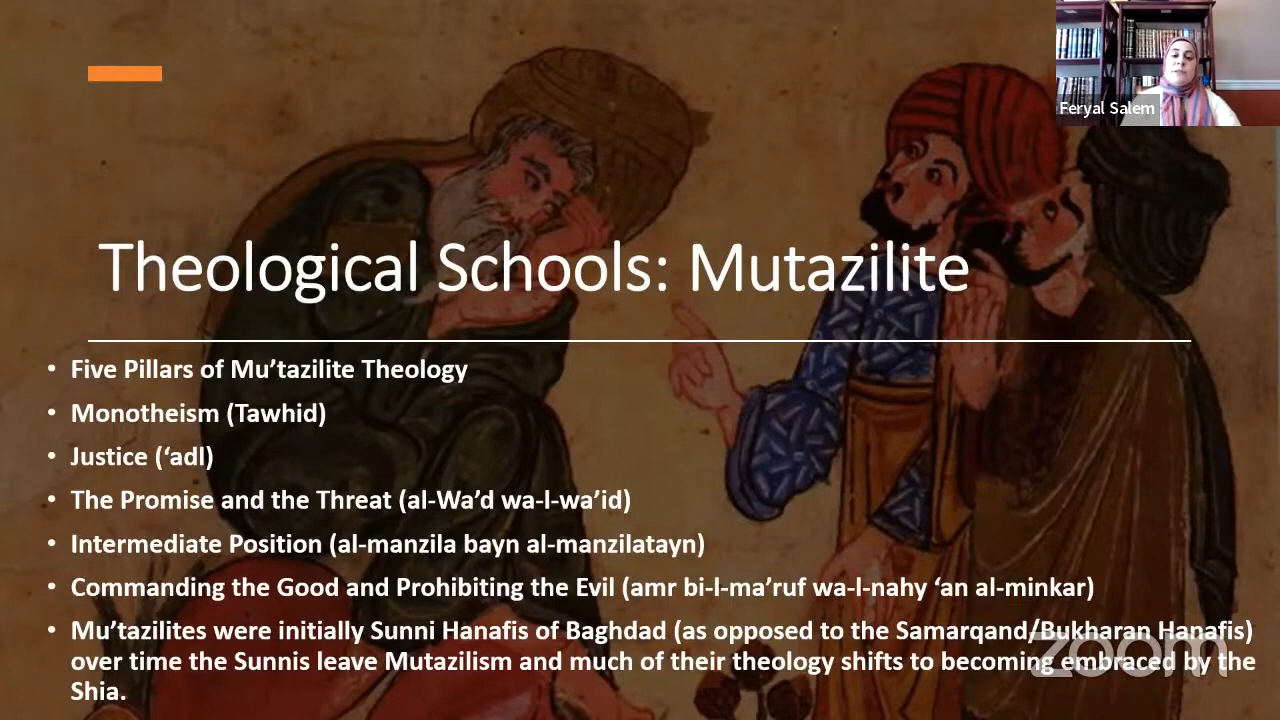 Feryal Salem
Theological Schools: Mutazilite
• Five Pillars of Mu’tazilite Theology
• Monotheism (Tawhid)
• Justice (‘adl)
• The Promise and the Threat (al-Wa’d wa-l-wa’id)
• Intermediate Position (al-manzila bayn al-manzilatayn)
• Commanding the Good and Prohibiting the Evil (amr bi-l-ma’ruf wa-l-nahy ‘an al-minkar)
• Mu’tazilites were initially Sunni Hanafis of Baghdad (as opposed to the Samarqand/Bukharan Hanafis)
over time the Sunnis leave Mutazilism and much of their theology shifts to becoming embraced by the
Shia.
zoom